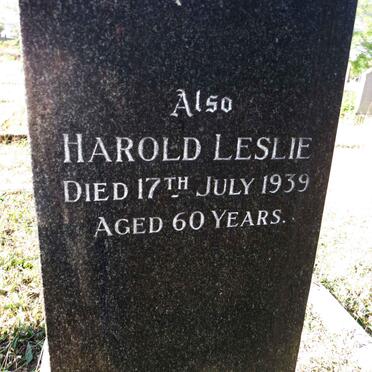 Also
HAROLD LESLIE
DIED 17TH JULY 1939
AGED 60 YEARS.